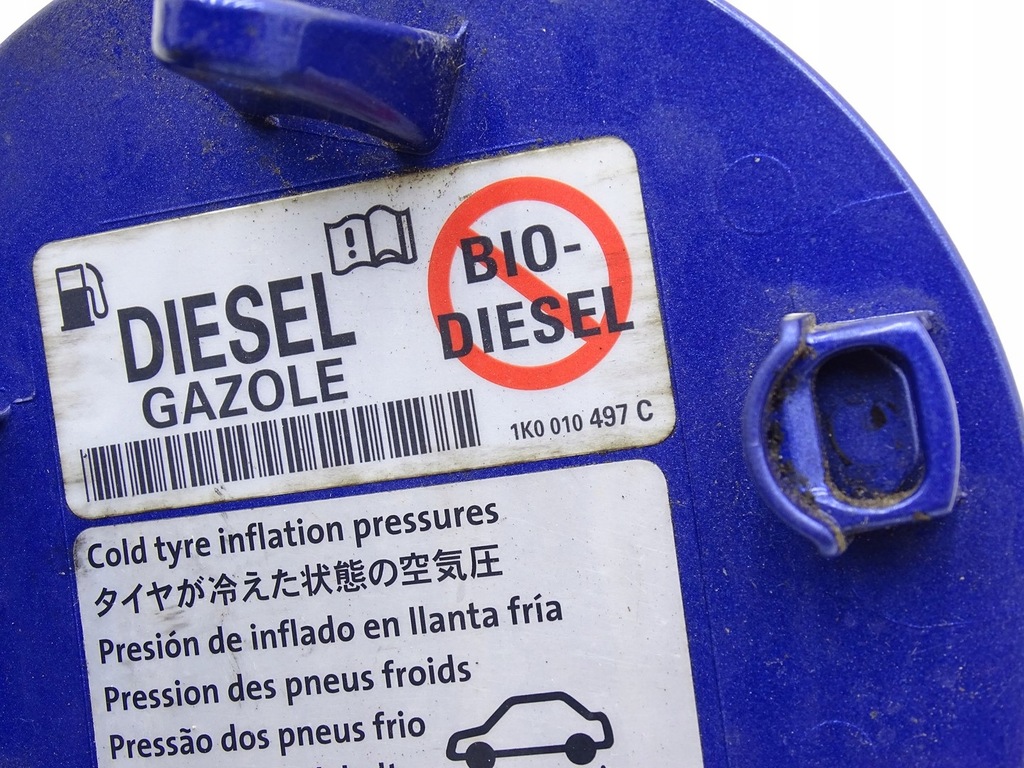 DIESEL
GAZOLE
BIO-
DIESEL
1K0 010 497 C
Cold tyre inflation pressures
タイヤが冷えた状態の空気圧
Presión de inflado en llanta fría
Pression des pneus froids
Pressão dos pneus frio